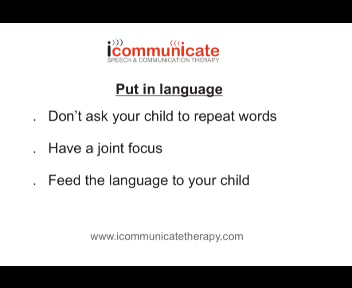 icommunicate
SPEECH & COMMUNICATION THERAPY
Put in language
. Don't ask your child to repeat words
. Have a joint focus
. Feed the language to your child
www.icommunicatetherapy.com